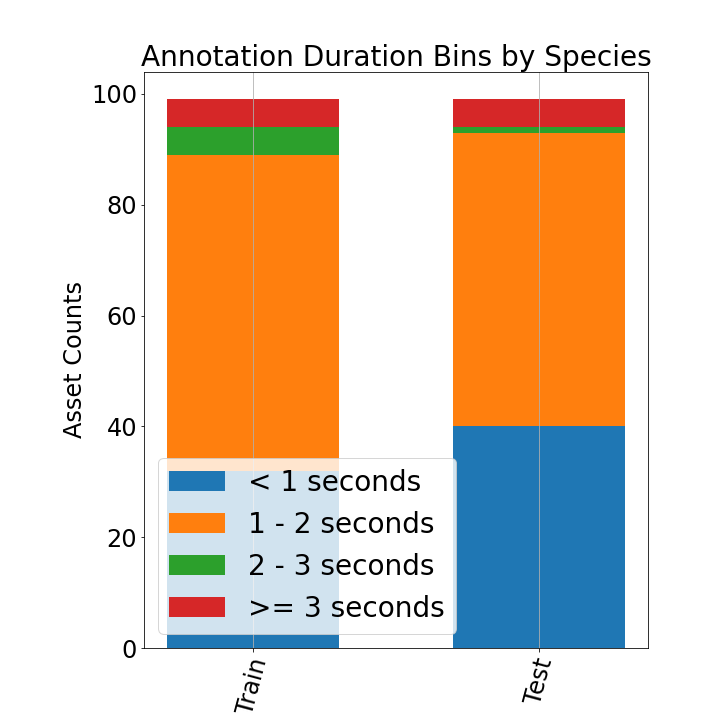 Annotation Duration Bins by Species
Asset Counts
100
80
60
40
20
0
< 1 seconds
1 - 2 seconds
2 - 3 seconds
>= 3 seconds
Train
Test